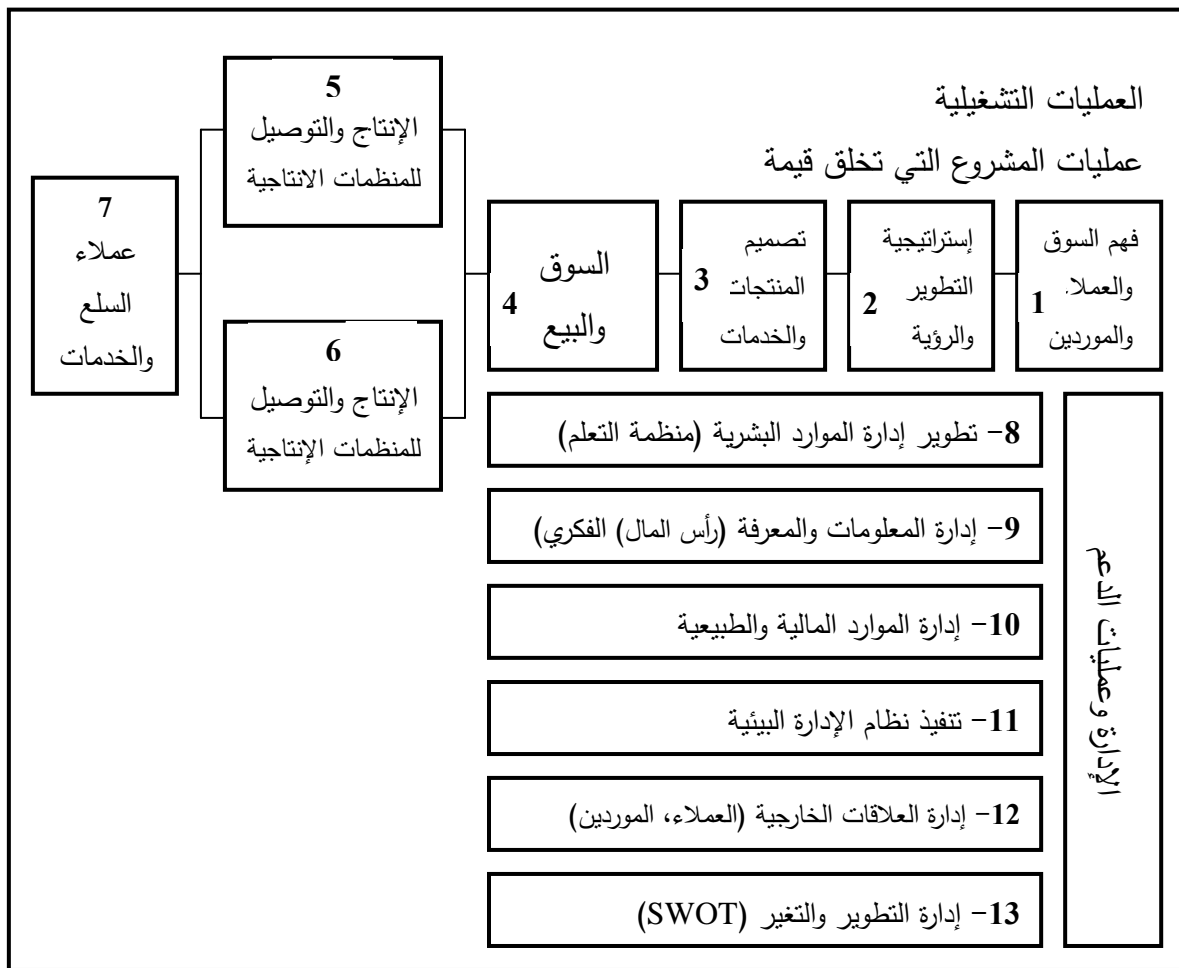 العمليات التشغيلية
عمليات المشروع التي تخلق قيمة
فهم السوق
والعملا.
1
والموردين
إستراتيجية
التطوير
2
والرؤية
تصميم
3
المنتجات
والخدمات
السوق
4
والبيع
5
الإنتاج والتوصيل
للمنظمات الانتاجية
6
الإنتاج والتوصيل
للمنظمات الإنتاجية
7
عملاء
السلع
والخدمات
الإدارة وعمليات الدعم
8- تطوير إدارة الموارد البشرية (منظمة التعلم)
9- إدارة المعلومات والمعرفة (رأس المال) الفكري)
10- إدارة الموارد المالية والطبيعية
11- تنفيذ نظام الإدارة البيئية
12- إدارة العلاقات الخارجية (العملاء، الموردين)
13- إدارة التطوير والتغير (SWOT)